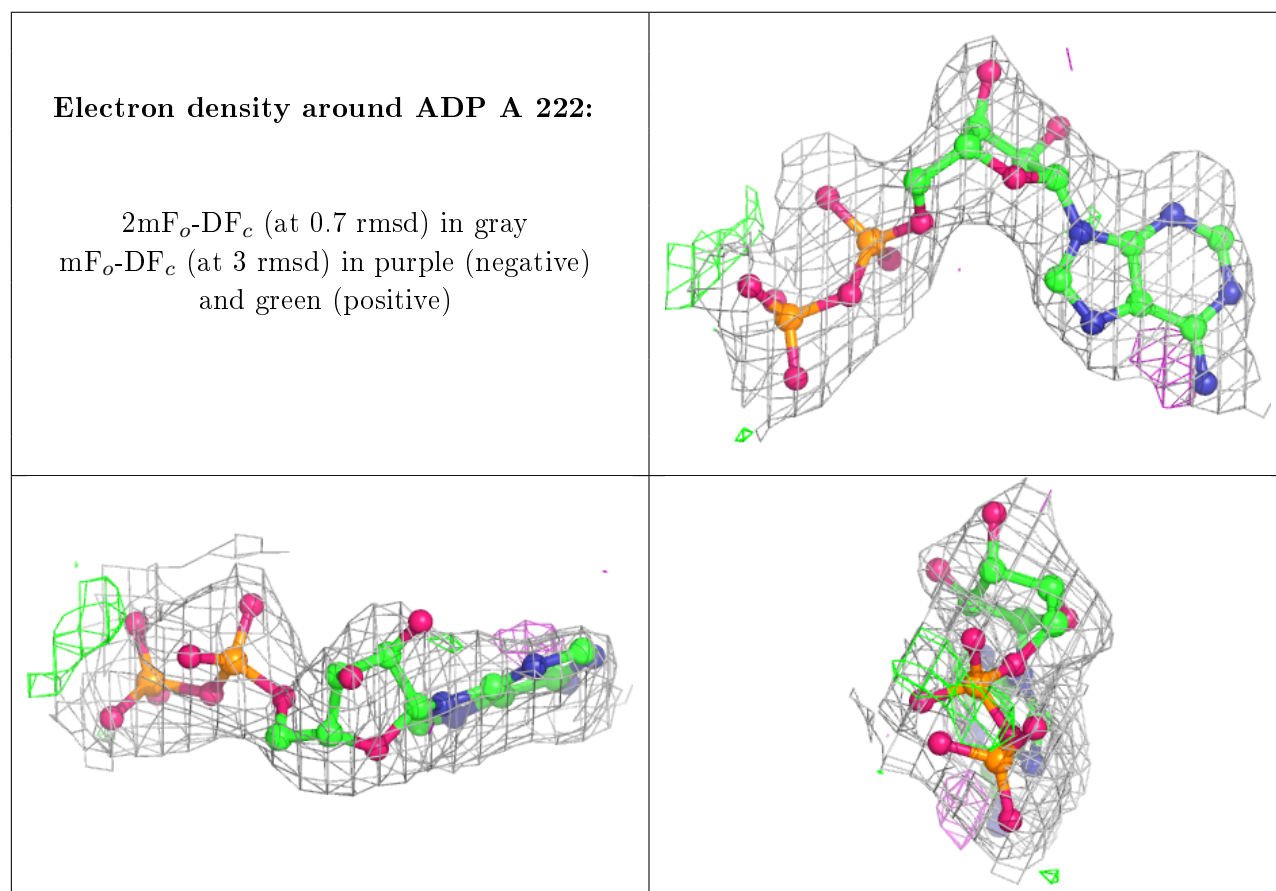 Electron density around ADP A 222:
2mFo-DFc (at 0.7 rmsd) in gray
mFo-DFc (at 3 rmsd) in purple (negative)
and green (positive)